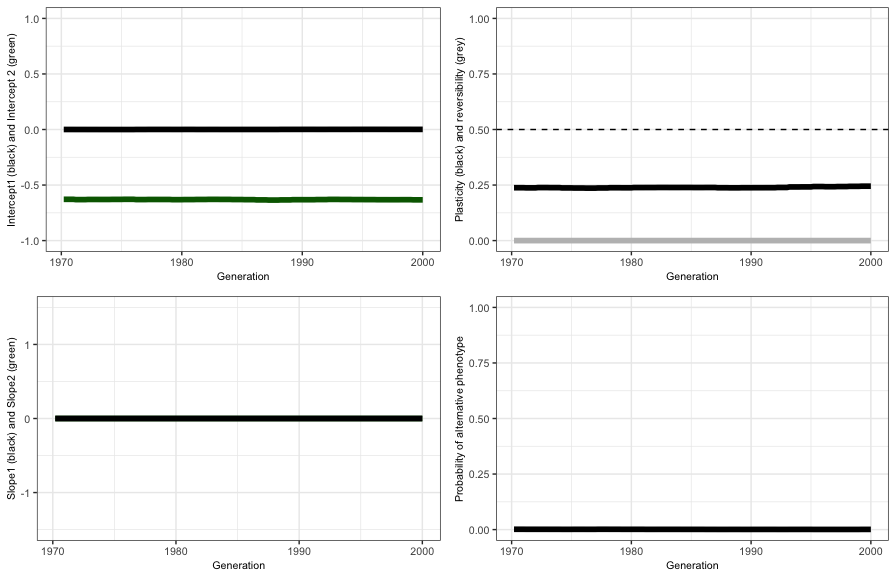 Intercept1 (black) and Intercept 2 (green)
1.0
0.5
0.0
-0.5
-1.0
1970 1980 1990 2000
Generation
Plasticity (black) and reversibility (grey)
1.00
0.75
0.50
0.25
0.00
1970 1980 1990 2000
Generation
Slope1 (black) and Slope2 (green)
1
0
-1
1970 1980 1990 2000
Generation
Probability of alternative phenotype
1.00
0.75
0.50
0.25
0.00
1970 1980 1990 2000
Generation